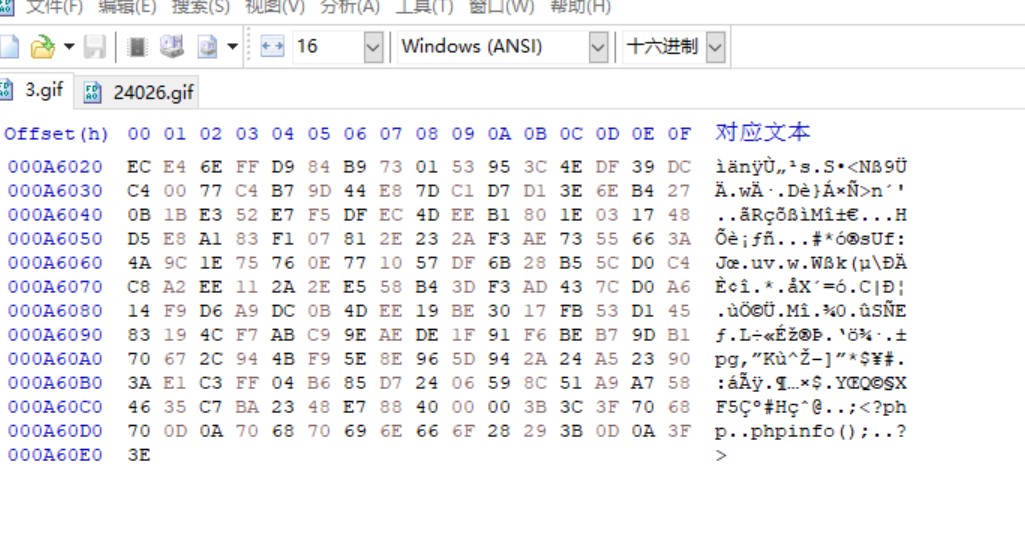 文件(F) 编辑(E) 搜索(S) 视图(V) 分析(A) 工具(T) 窗口(W) 帮助(H)
16 Windows (ANSI) 十六进制
3.gif 24026.gif
Offset(h) 00 01 02 03 04 05 06 07 08 09 0A 0B 0C 0D 0E 0F 对应文本
000A6020 EC E4 6E FF D9 84 B9 73 01 53 95 3C 4E DF 39 DC ìänÿÙ„¹s.S•<Nß9Ü
000A6030 C4 00 77 C4 B7 9D 44 E8 7D C1 D7 D1 3E 6E B4 27 Ä.wÄ·.Dè}Á×Ñ>n´'
000A6040 0B 1B E3 52 E7 F5 DF EC 4D EE B1 80 1E 03 17 48 ..ãRçõßìMî±€...H
000A6050 D5 E8 A1 83 F1 07 81 2E 23 2A F3 AE 73 55 66 3A Õè¡ƒñ...#*ó®sUf:
000A6060 4A 9C 1E 75 76 0E 77 10 57 DF 6B 28 B5 5C D0 C4 Jœ.uv.w.Wßk(µ\ÐÄ
000A6070 C8 A2 EE 11 2A 2E E5 58 B4 3D F3 AD 43 7C D0 A6 È¢î.*.åX´=ó.C|Ð¦
000A6080 14 F9 D6 A9 DC 0B 4D EE 19 BE 30 17 FB 53 D1 45 .ùÖ©Ü.Mî.¾0.ûSÑE
000A6090 83 19 4C F7 AB C9 9E AE DE 1F 91 F6 BE B7 9D B1 ƒ.L÷«Éž®Þ.‘ö¾·.±
000A60A0 70 67 2C 94 4B F9 5E 8E 96 5D 94 2A 24 A5 23 90 pg,”Kù^Ž–]”*$¥#.
000A60B0 3A E1 C3 FF 04 B6 85 D7 24 06 59 8C 51 A9 A7 58 :áÃÿ.¶…×$.YŒQ©§X
000A60C0 46 35 C7 BA 23 48 E7 88 40 00 00 3B 3C 3F 70 68 F5Çº#Hçˆ@..;<?ph
000A60D0 70 0D 0A 70 68 70 69 6E 66 6F 28 29 3B 0D 0A 3F p..phpinfo();..?
000A60E0 3E >